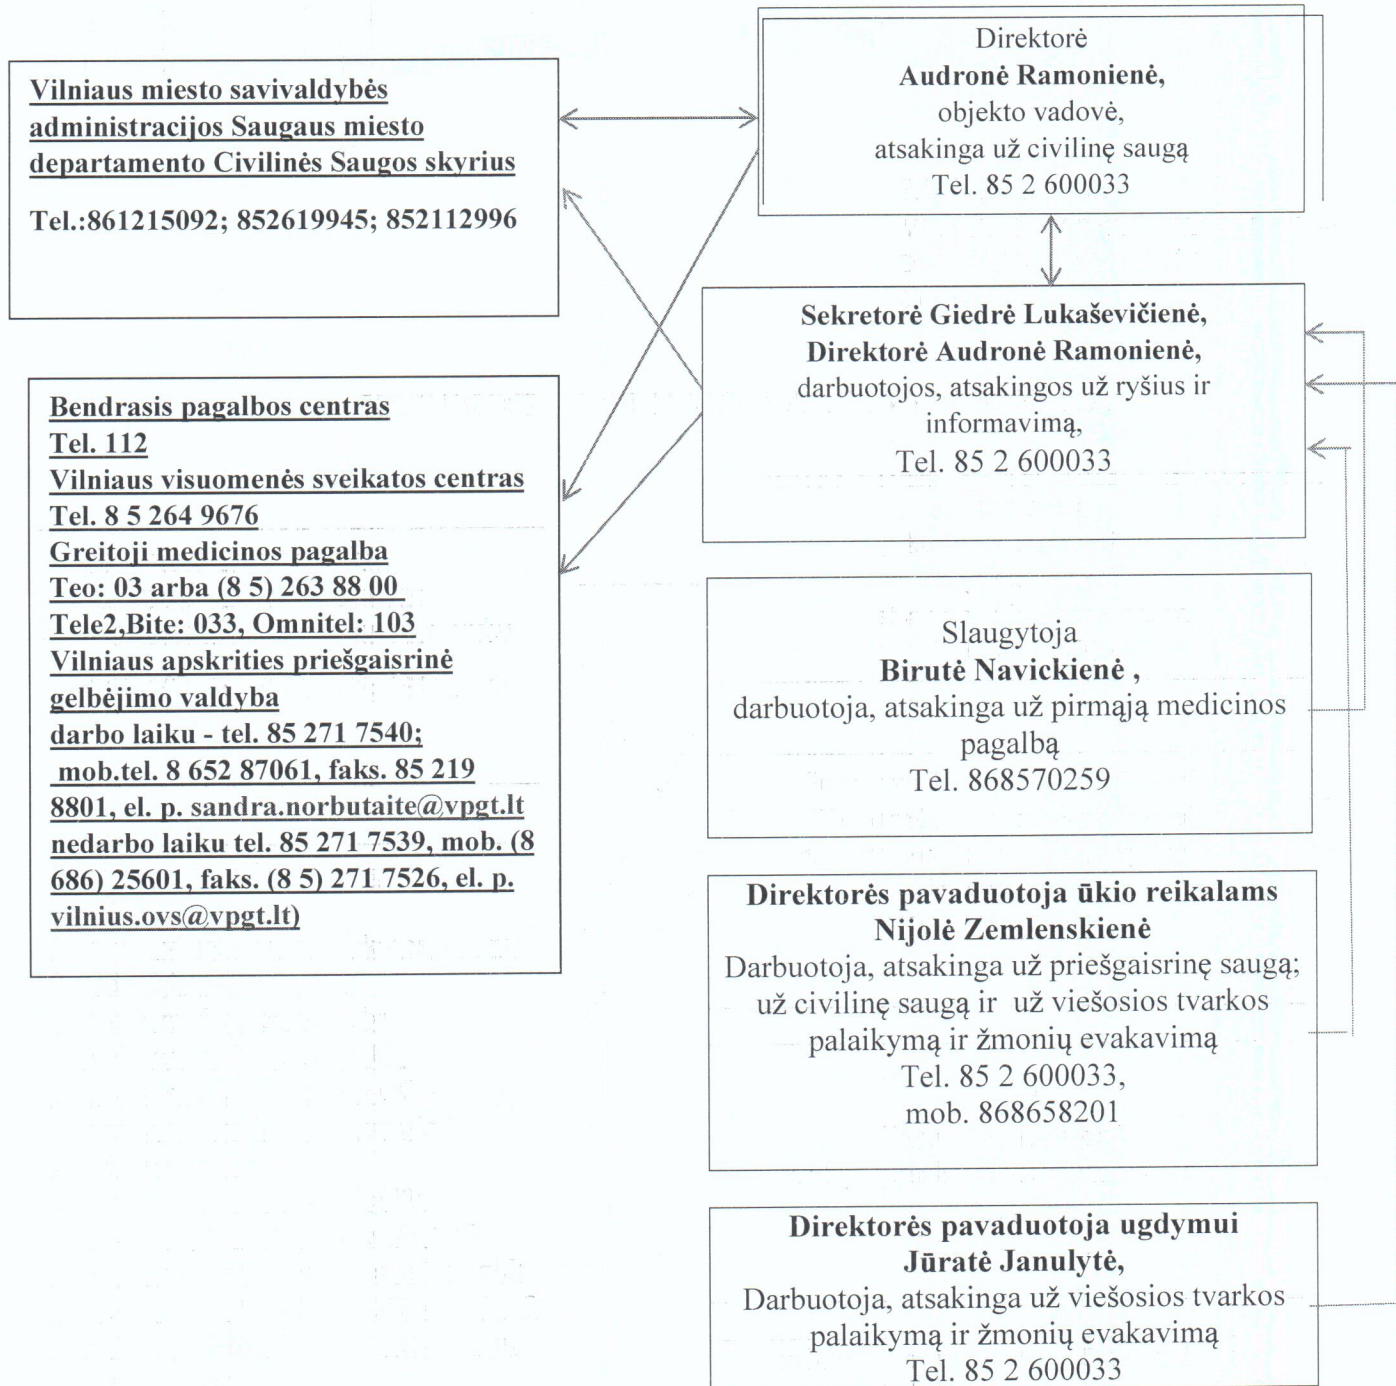 Vilniaus miesto savivaldybės
administracijos Saugaus miesto
departamento Civilinės Saugos skyrius
Tel.:861215092; 852619945; 852112996
Bendrasis pagalbos centras
Tel. 112
Vilniaus visuomenės sveikatos centras
Tel. 8 5 264 9676
Greitoji medicinos pagalba
Teo: 03 arba (8 5) 263 88 00
Tele2,Bite: 033, Omnitel: 103
Vilniaus apskrities priešgaisrinė
gelbėjimo valdyba
darbo laiku - tel. 85 271 7540;
mob.tel. 8 652 87061, faks. 85 219
8801, el. p. sandra.norbutaite@vpgt.lt
nedarbo laiku tel. 85 271 7539, mob. (8
686) 25601, faks. (8 5) 271 7526, el. p.
vilnius.ovs@vpgt.lt)
Direktorė
Audronė Ramonienė,
objekto vadovė,
atsakinga už civilinę saugą
Tel. 85 2 600033
Sekretorė Giedrė Lukaševičienė,
Direktorė Audronė Ramonienė,
darbuotojos, atsakingos už ryšius ir
informavimą,
Tel. 85 2 600033
Slaugytoja
Birutė Navickienė ,
darbuotoja, atsakinga už pirmąją medicinos
pagalbą
Tel. 868570259
Direktorės pavaduotoja ūkio reikalams
Nijolė Zemlenskienė
Darbuotoja, atsakinga už priešgaisrinę saugą;
už civilinę saugą ir už viešosios tvarkos
palaikymą ir žmonių evakavimą
Tel. 85 2 600033,
mob. 868658201
Direktorės pavaduotoja ugdymui
Jūratė Janulytė,
Darbuotoja, atsakinga už viešosios tvarkos
palaikymą ir žmonių evakavimą
Tel. 85 2 600033